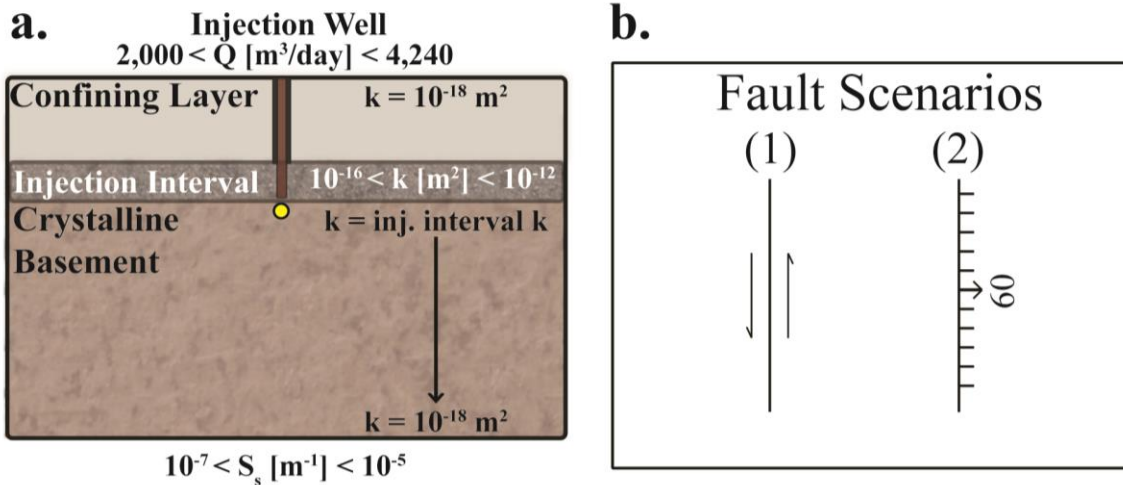 a.
Injection Well
2,000 < Q [m³/day] < 4,240
Confining Layer k = 10⁻¹⁸ m²
Injection Interval 10⁻¹⁶ < k [m²] < 10⁻¹²
Crystalline k = inj. interval k
Basement
k = 10⁻¹⁸ m²
10⁻⁷ < Sₛ [m⁻¹] < 10⁻⁵
b.
Fault Scenarios
(1) (2)
60